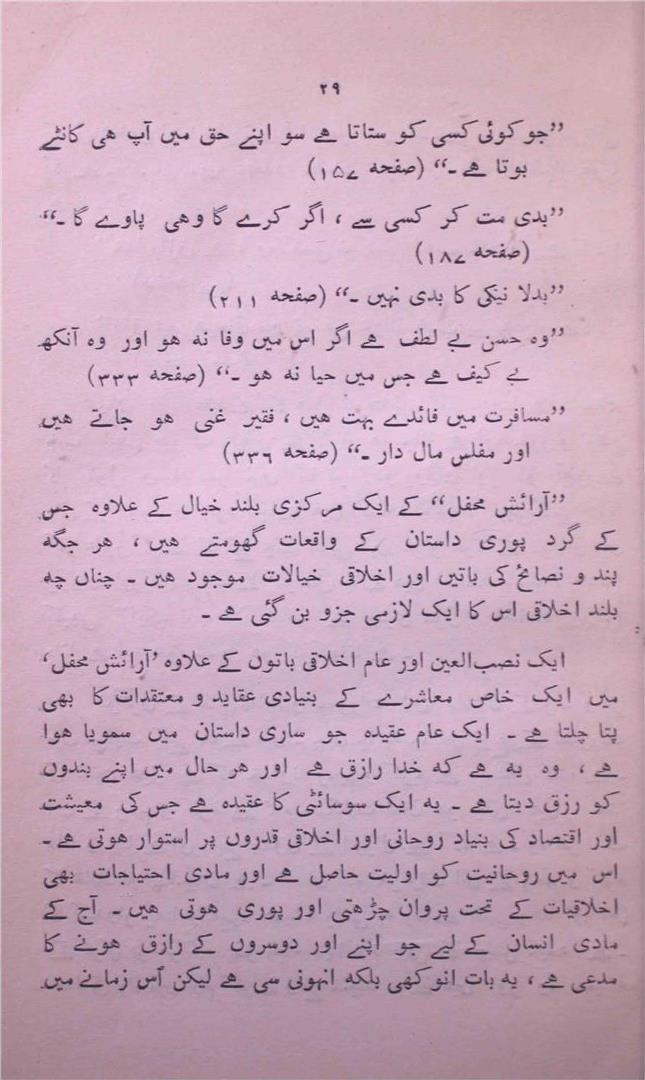 ۲۹
”جو کوئی کسی کو ستاتا ہے سو اپنے حق میں آپ ہی کانٹے
بوتا ہے ۔“ (صفحہ ۱۵۷)
”بدی مت کر کسی سے ، اگر کرے گا وہی پاوے گا ۔“
(صفحہ ۱۸۷)
”بدلا نیکی کا بدی نہیں ۔“ (صفحہ ۲۱۱)
”وہ حسن بے لطف ہے اگر اس میں وفا نہ ہو اور وہ آنکھ
بے کیف ہے جس میں حیا نہ ہو ۔“ (صفحہ ۳۳۳)
”مسافرت میں فائدے بہت ہیں ، فقیر غنی ہو جاتے ہیں
اور مفلس مال دار ۔“ (صفحہ ۳۳۶)
”آرائش محفل“ کے ایک مرکزی بلند خیال کے علاوہ جس
کے گرد پوری داستان کے واقعات گھومتے ہیں ، ہر جگہ
پند و نصائح کی باتیں اور اخلاقی خیالات موجود ہیں ۔ چناں چہ
بلند اخلاقی اس کا ایک لازمی جزو بن گئی ہے ۔
ایک نصب‌العین اور عام اخلاقی باتوں کے علاوہ ’آرائش محفل‘
میں ایک خاص معاشرے کے بنیادی عقاید و معتقدات کا بھی
پتا چلتا ہے ۔ ایک عام عقیدہ جو ساری داستان میں سمویا ہوا
ہے ، وہ یہ ہے کہ خدا رازق ہے اور ہر حال میں اپنے بندوں
کو رزق دیتا ہے ۔ یہ ایک سوسائٹی کا عقیدہ ہے جس کی معیشت
اور اقتصاد کی بنیاد روحانی اور اخلاقی قدروں پر استوار ہوتی ہے ۔
اس میں روحانیت کو اولیت حاصل ہے اور مادی احتیاجات بھی
اخلاقیات کے تحت پروان چڑھتی اور پوری ہوتی ہیں ۔ آج کے
مادی انسان کے لیے جو اپنے اور دوسروں کے رازق ہونے کا
مدعی ہے ، یہ بات انوکھی بلکہ انہونی سی ہے لیکن اُس زمانے میں